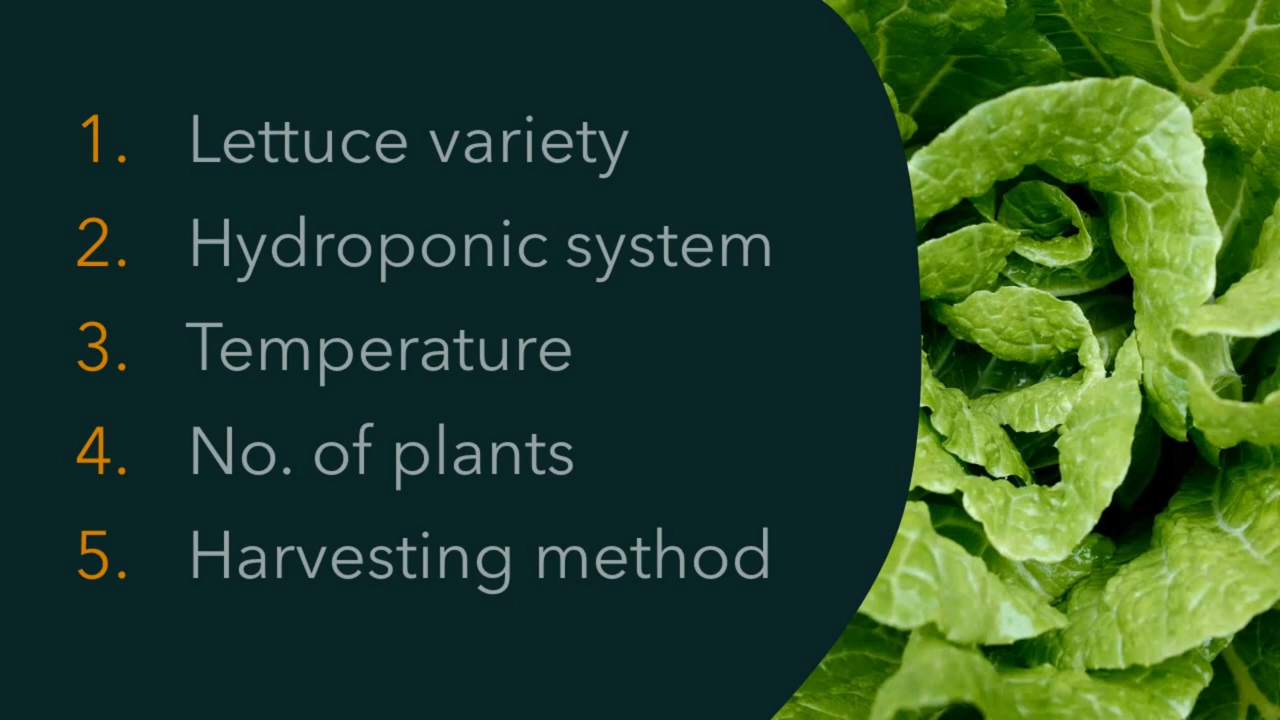 1. Lettuce variety
2. Hydroponic system
3. Temperature
4. No. of plants
5. Harvesting method